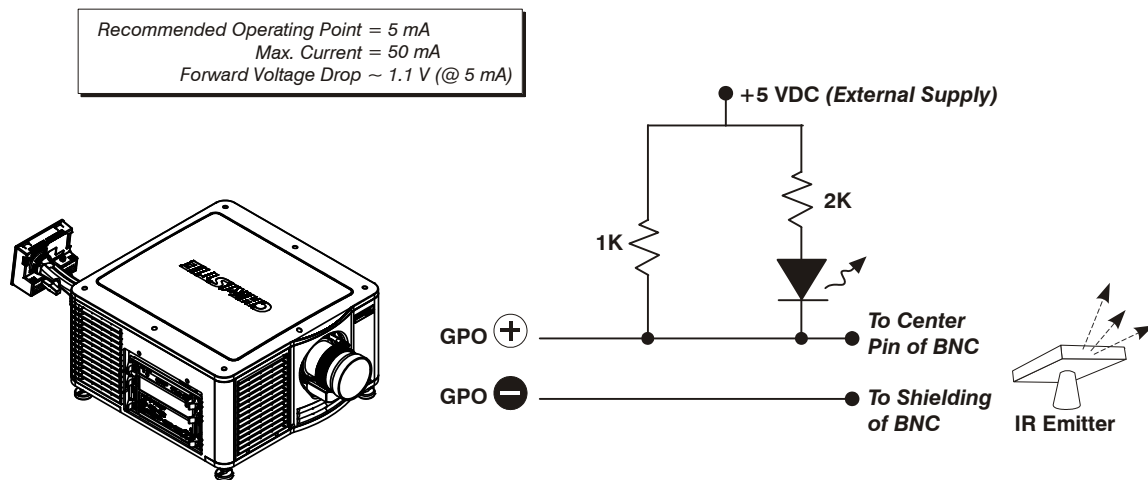 Recommended Operating Point = 5 mA
Max. Current = 50 mA
Forward Voltage Drop ~ 1.1 V (@ 5 mA)
+5 VDC (External Supply)
2K
1K
CHRISTIE
GPO +
To Center
Pin of BNC
GPO −
To Shielding
of BNC
IR Emitter